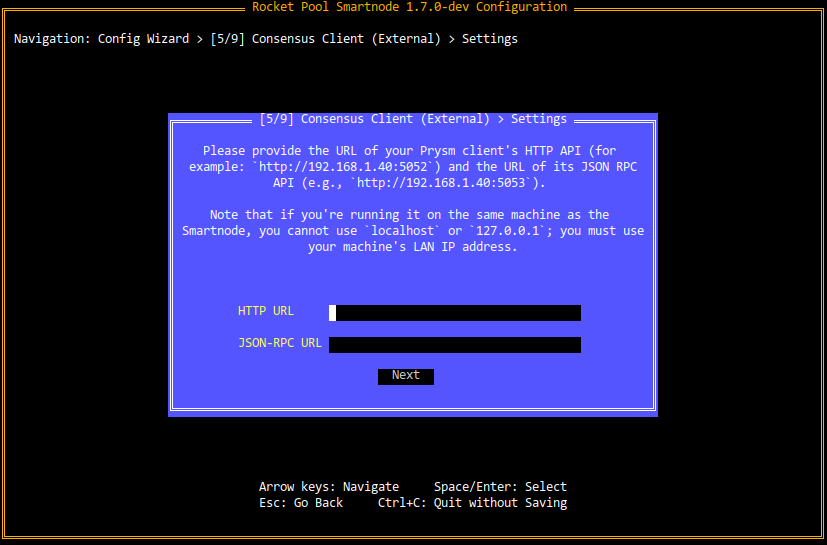 Rocket Pool Smartnode 1.7.0-dev Configuration
Navigation: Config Wizard > [5/9] Consensus Client (External) > Settings
[5/9] Consensus Client (External) > Settings
Please provide the URL of your Prysm client's HTTP API (for
example: `http://192.168.1.40:5052`) and the URL of its JSON RPC
API (e.g., `http://192.168.1.40:5053`).
Note that if you're running it on the same machine as the
Smartnode, you cannot use `localhost` or `127.0.0.1`; you must use
your machine's LAN IP address.
HTTP URL
JSON-RPC URL
Next
Arrow keys: Navigate     Space/Enter: Select
Esc: Go Back     Ctrl+C: Quit without Saving